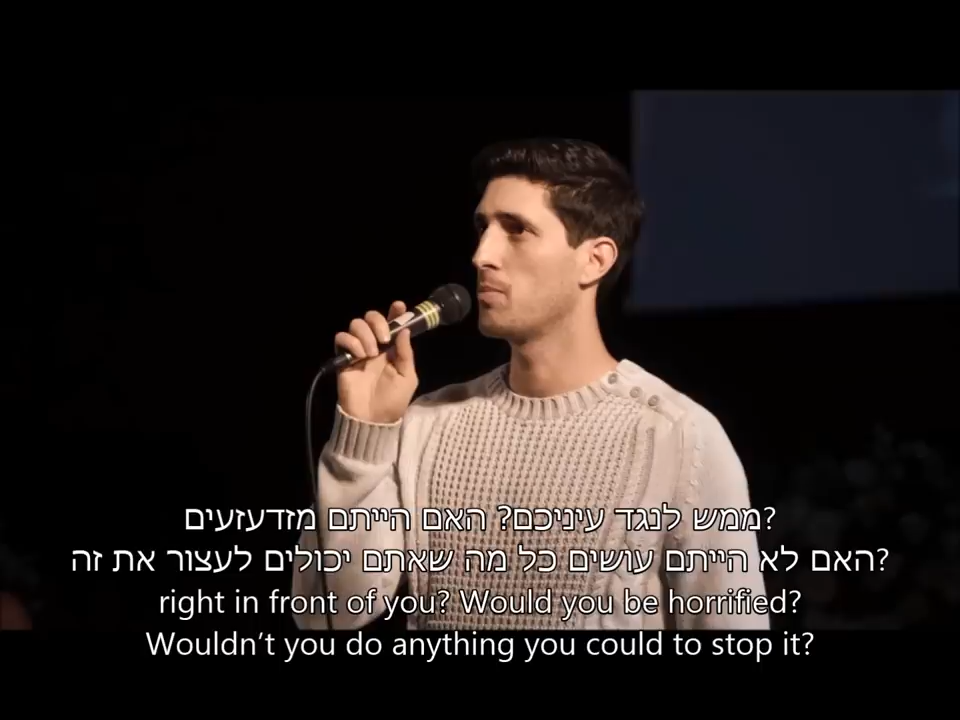 ממש לנגד עיניכם? האם הייתם מזדעזעים?
האם לא הייתם עושים כל מה שאתם יכולים לעצור את זה?
right in front of you? Would you be horrified?
Wouldn’t you do anything you could to stop it?